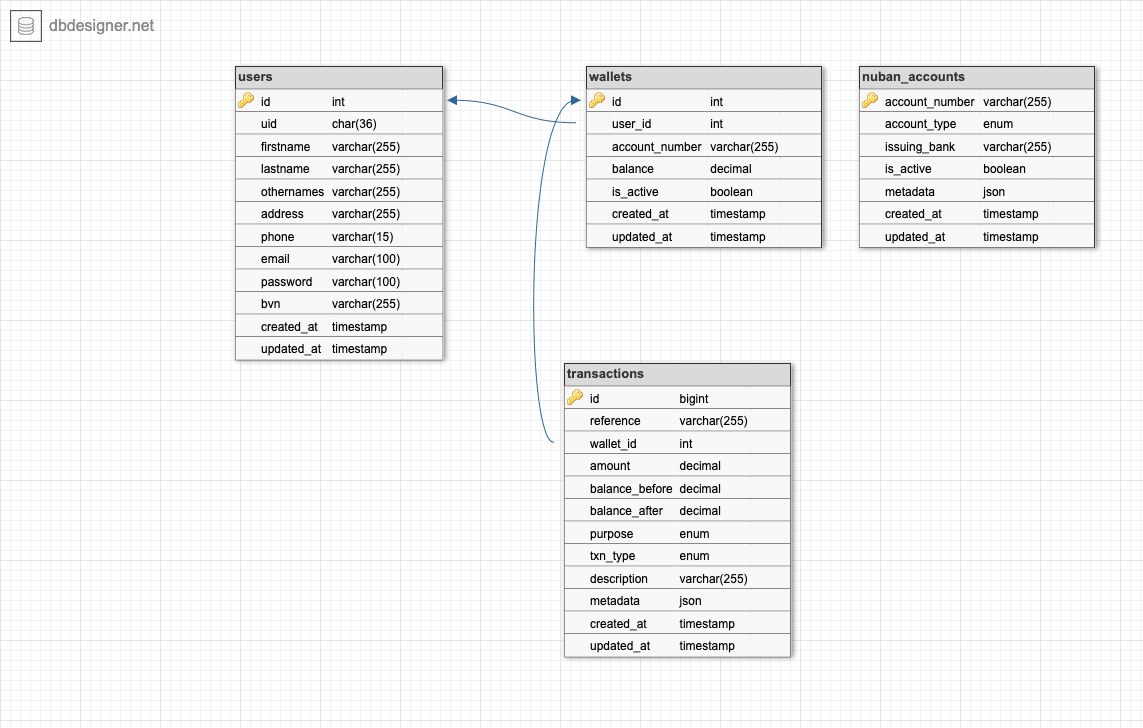 dbdesigner.net
users
id int
uid char(36)
firstname varchar(255)
lastname varchar(255)
othernames varchar(255)
address varchar(255)
phone varchar(15)
email varchar(100)
password varchar(100)
bvn varchar(255)
created_at timestamp
updated_at timestamp
wallets
id int
user_id int
account_number varchar(255)
balance decimal
is_active boolean
created_at timestamp
updated_at timestamp
nuban_accounts
account_number varchar(255)
account_type enum
issuing_bank varchar(255)
is_active boolean
metadata json
created_at timestamp
updated_at timestamp
transactions
id bigint
reference varchar(255)
wallet_id int
amount decimal
balance_before decimal
balance_after decimal
purpose enum
txn_type enum
description varchar(255)
metadata json
created_at timestamp
updated_at timestamp